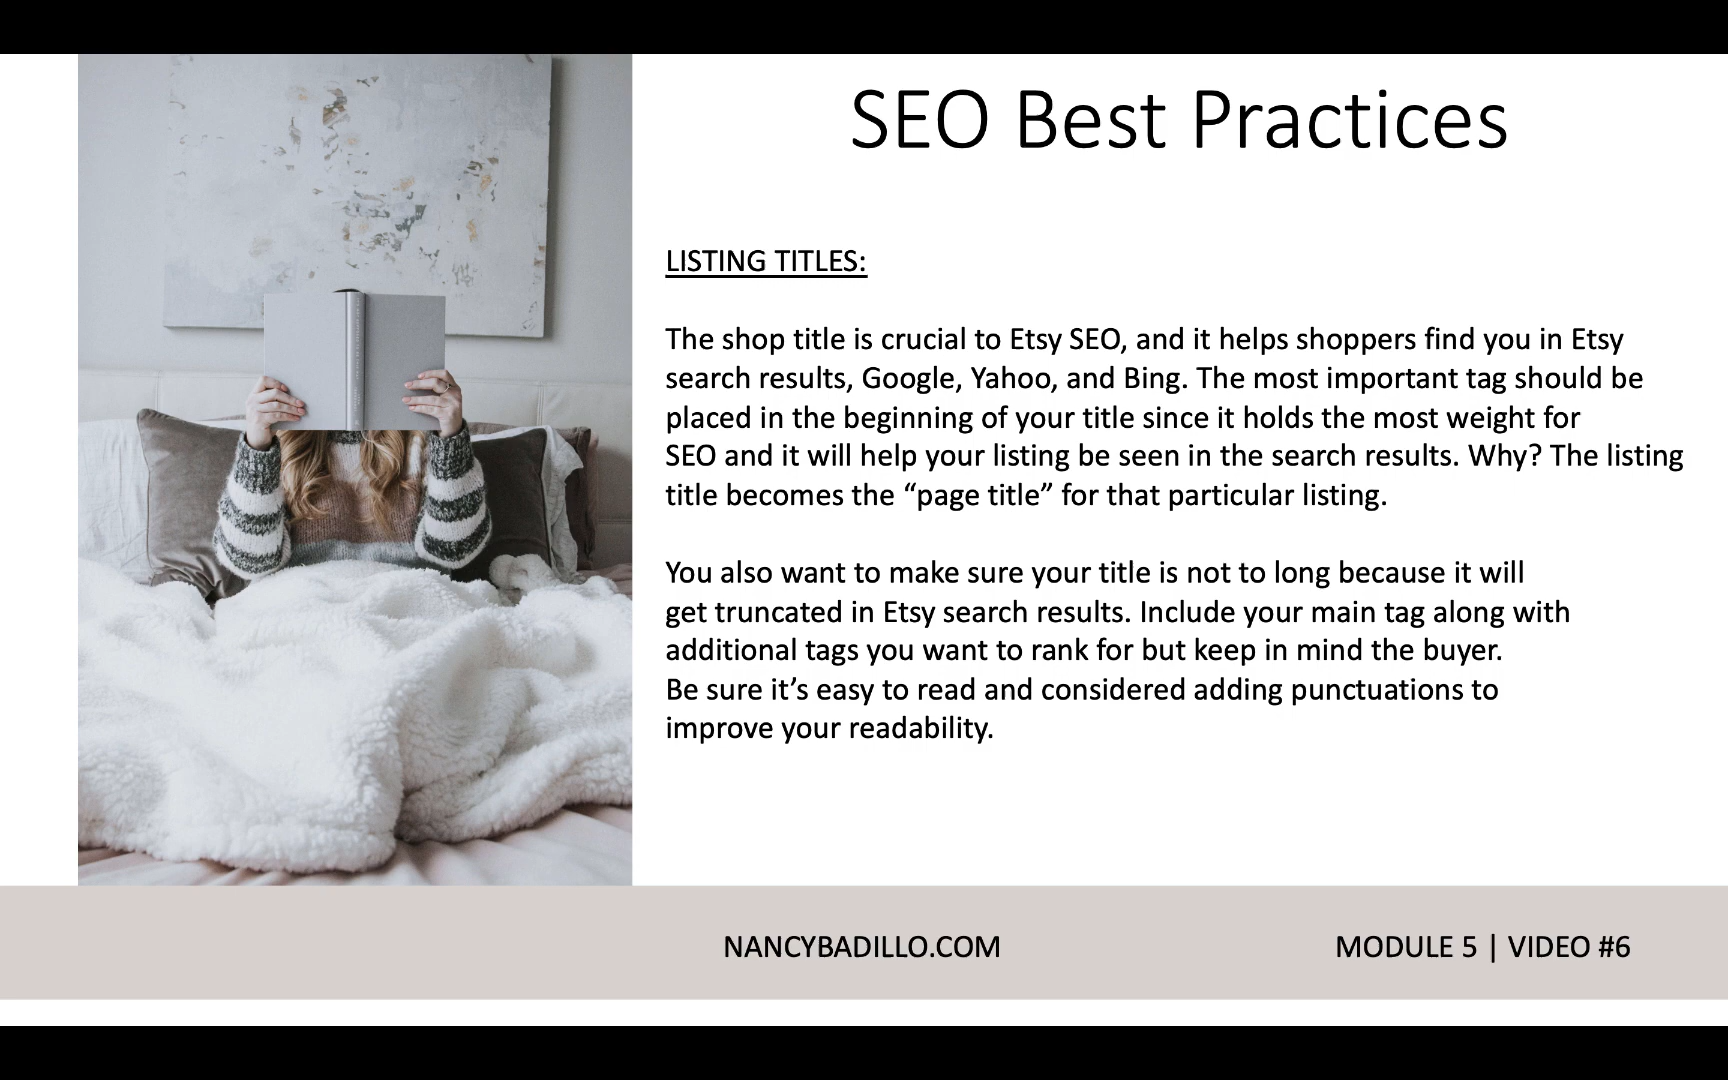 SEO Best Practices
LISTING TITLES:
The shop title is crucial to Etsy SEO, and it helps shoppers find you in Etsy
search results, Google, Yahoo, and Bing. The most important tag should be
placed in the beginning of your title since it holds the most weight for
SEO and it will help your listing be seen in the search results. Why? The listing
title becomes the “page title” for that particular listing.
You also want to make sure your title is not to long because it will
get truncated in Etsy search results. Include your main tag along with
additional tags you want to rank for but keep in mind the buyer.
Be sure it’s easy to read and considered adding punctuations to
improve your readability.
NANCYBADILLO.COM
MODULE 5 | VIDEO #6